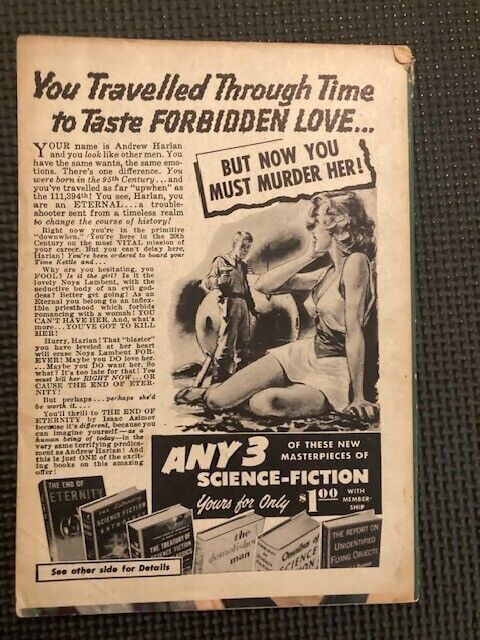 You Travelled Through Time
to Taste FORBIDDEN LOVE...
YOUR name is Andrew Harlan
and you look like other men. You
have the same wants, the same emo-
tions. There's one difference. You
were born in the 95th Century...and
you've travelled as far "upwhen" as
the 111,394th! You see, Harlan, you
are an ETERNAL...a trouble-
shooter sent from a timeless realm
to change the course of history!
Right now you're in the primitive
"downwhen." You're here in the 20th
Century on the most VITAL mission of
your career. But you can't delay here,
Harlan! You're been ordered to board your
Time Kettle and...
Why are you hesitating, you
FOOL? Is it the girl? Is it the
lovely Noys Lambent, with the
seductive body of an evil god-
dess? Better get going! As an
Eternal you belong to an inflex-
ible priesthood which forbids
romancing with a woman! YOU
CAN'T HAVE HER. And, what's
more...YOU'VE GOT TO KILL
HER!
Hurry, Harlan! That "blaster"
you have leveled at her heart
will erase Noys Lambent FOR-
EVER! Maybe you DO love her.
...Maybe you DO want her. So
what? It's too late for that! You
must kill her RIGHT NOW...OR
CAUSE THE END OF ETER-
NITY!
But perhaps...perhaps she'd
be worth it....
You'll thrill to THE END OF
ETERNITY by Isaac Asimov
because it's different, because you
can imagine yourself—as a
human being of today—in the
very same terrifying predica-
ment as Andrew Harlan! And
this is just ONE of the excit-
ing books on this amazing
offer!
BUT NOW YOU
MUST MURDER HER!
ANY 3
OF THESE NEW
MASTERPIECES OF
SCIENCE-FICTION
Yours for Only $1.00 WITH
MEMBER-
SHIP
THE END OF
ETERNITY
The Astounding
SCIENCE FICTION
ANTHOLOGY
THE TREASURY OF
SCIENCE FICTION
CLASSICS
the
demolished
man
Omnibus of
SCIENCE
FICTION
THE REPORT ON
UNIDENTIFIED
FLYING OBJECTS
See other side for Details